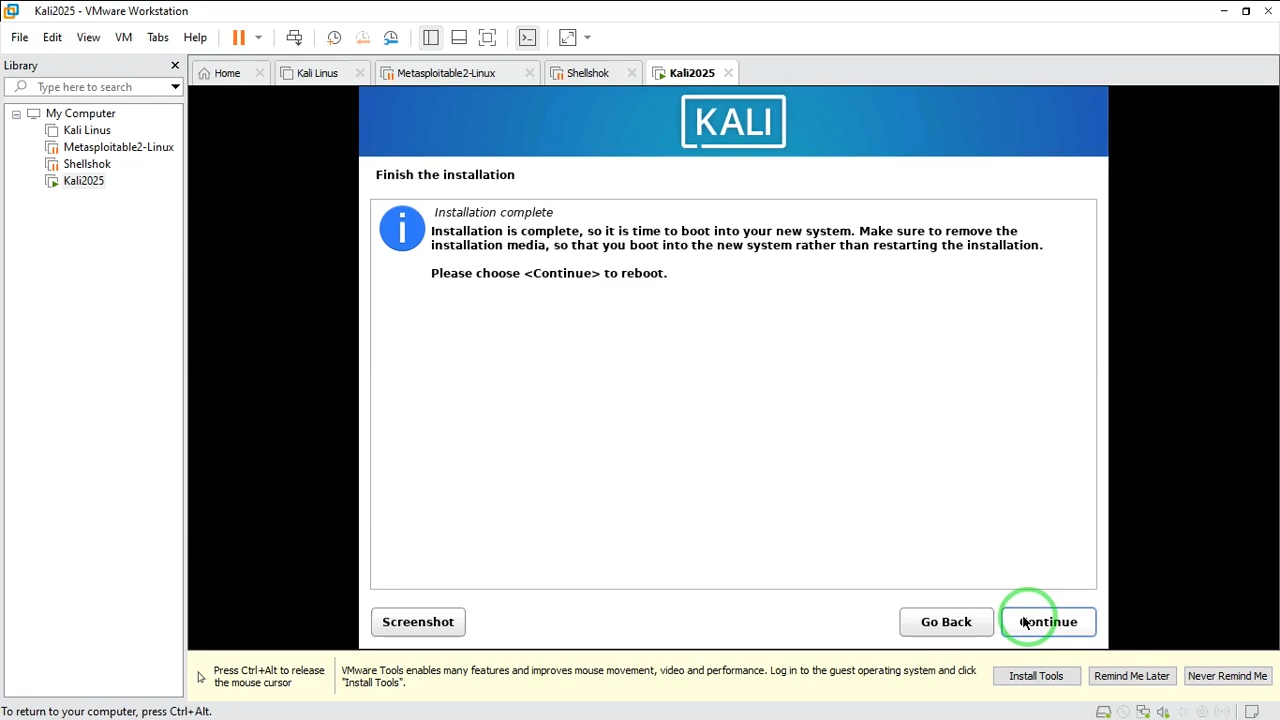 Kali2025 - VMware Workstation
File Edit View VM Tabs Help
Library
Type here to search
My Computer
Kali Linus
Metasploitable2-Linux
Shellshok
Kali2025
Home
Kali Linus
Metasploitable2-Linux
Shellshok
Kali2025
KALI
Finish the installation
Installation complete
Installation is complete, so it is time to boot into your new system. Make sure to remove the
installation media, so that you boot into the new system rather than restarting the installation.
Please choose <Continue> to reboot.
Screenshot
Go Back
Continue
Press Ctrl+Alt to release
the mouse cursor
VMware Tools enables many features and improves mouse movement, video and performance. Log in to the guest operating system and click
"Install Tools".
Install Tools
Remind Me Later
Never Remind Me
To return to your computer, press Ctrl+Alt.